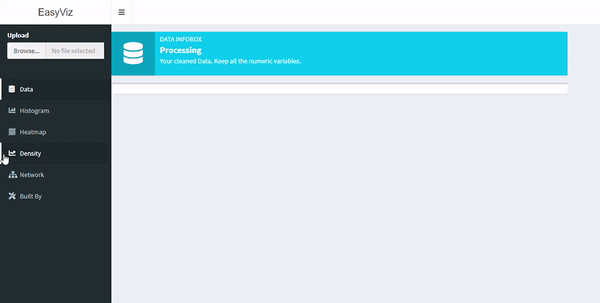 EasyViz
Upload
Browse... No file selected
DATA INFOBOX
Processing
Your cleaned Data, Keep all the numeric variables.
Data
Histogram
Heatmap
Density
Network
Built By